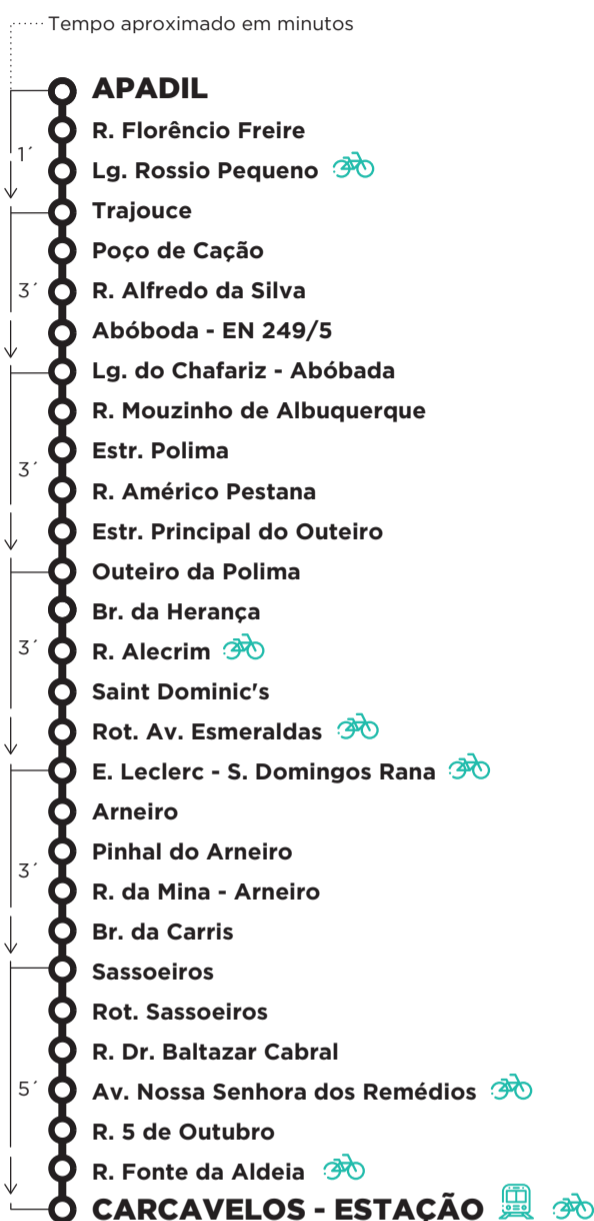 Tempo aproximado em minutos
APADIL
R. Florêncio Freire
1´
Lg. Rossio Pequeno
Trajouce
Poço de Cação
3´
R. Alfredo da Silva
Abóboda - EN 249/5
Lg. do Chafariz - Abóbada
R. Mouzinho de Albuquerque
Estr. Polima
3´
R. Américo Pestana
Estr. Principal do Outeiro
Outeiro da Polima
Br. da Herança
3´
R. Alecrim
Saint Dominic's
Rot. Av. Esmeraldas
E. Leclerc - S. Domingos Rana
Arneiro
Pinhal do Arneiro
3´
R. da Mina - Arneiro
Br. da Carris
Sassoeiros
Rot. Sassoeiros
R. Dr. Baltazar Cabral
5´
Av. Nossa Senhora dos Remédios
R. 5 de Outubro
R. Fonte da Aldeia
CARCAVELOS - ESTAÇÃO